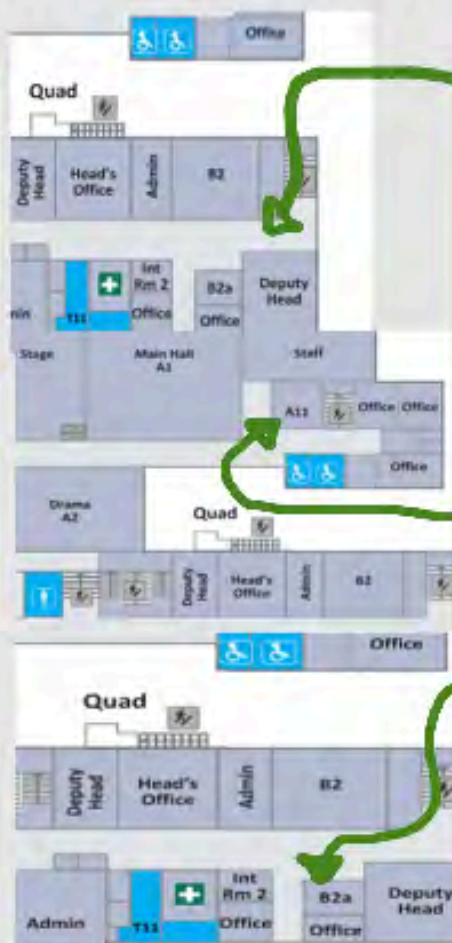 Office
Quad
Deputy
Head
Head's
Office
Admin
B2
Int
Rm 2
Office
T11
B2a
Office
Deputy
Head
Stage
Main Hall
A1
Staff
A11
Office
Office
Office
Drama
A2
Quad
Deputy
Head
Head's
Office
Admin
B2
Office
Quad
Deputy
Head
Head's
Office
Admin
B2
Admin
T11
Int
Rm 2
Office
B2a
Office
Deputy
Head